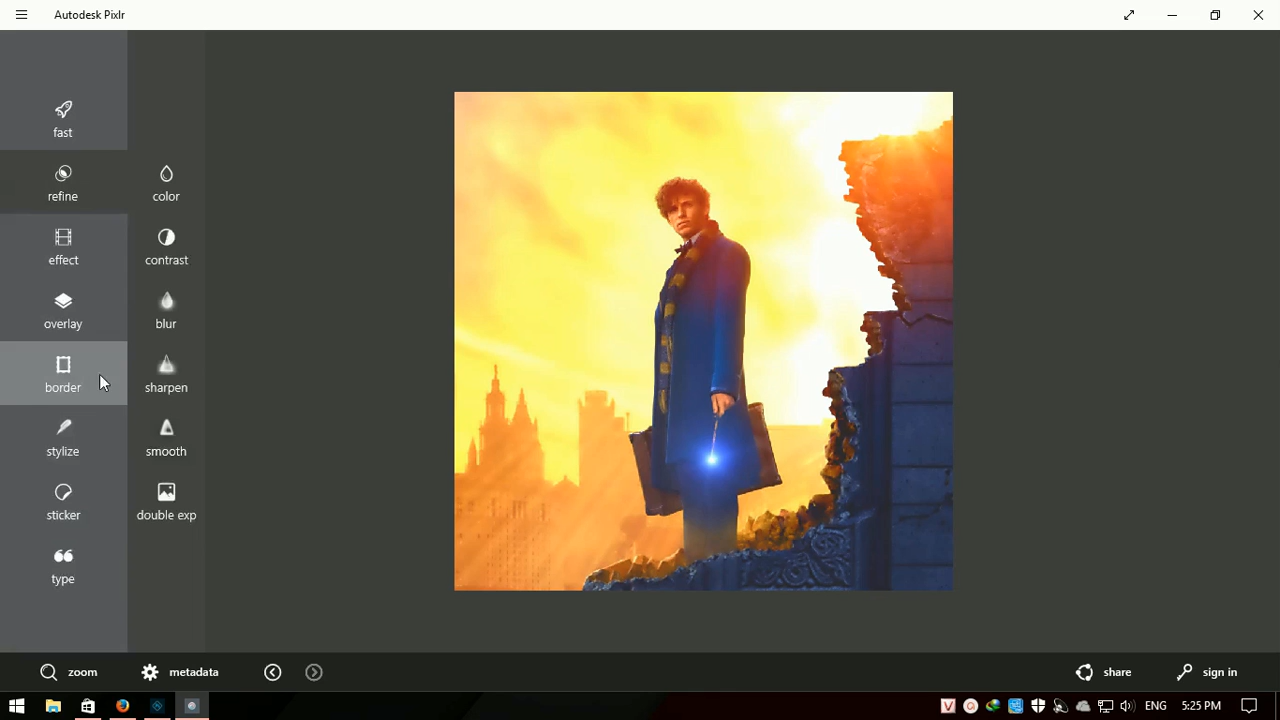 Autodesk Pixlr
fast
refine
effect
overlay
border
stylize
sticker
type
color
contrast
blur
sharpen
smooth
double exp
zoom
metadata
share
sign in
ENG
5:25 PM